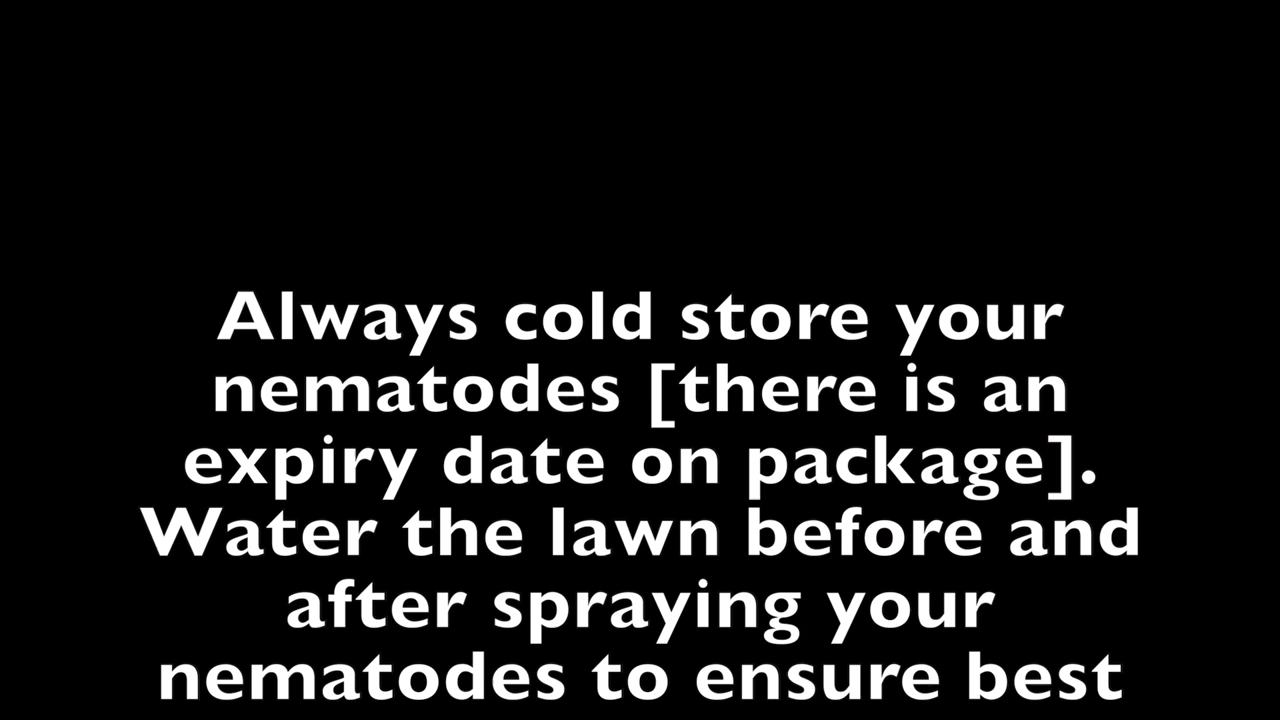 Always cold store your
nematodes [there is an
expiry date on package].
Water the lawn before and
after spraying your
nematodes to ensure best